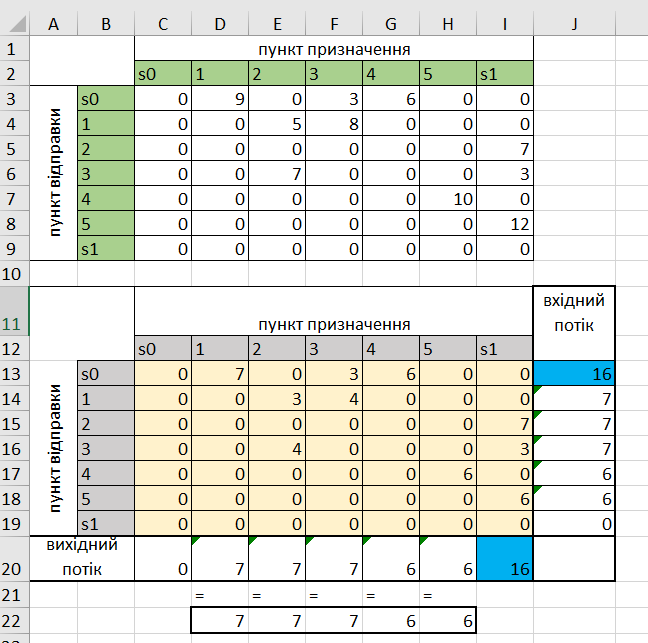 A B C D E F G H I J
1 пункт призначення
2 s0 1 2 3 4 5 s1
3 s0 0 9 0 3 6 0 0
4 1 0 0 5 8 0 0 0
5 2 0 0 0 0 0 0 7
6 3 0 0 7 0 0 0 3
7 4 0 0 0 0 0 10 0
8 5 0 0 0 0 0 0 12
9 s1 0 0 0 0 0 0 0
пункт відправки
10
вхідний
11 пункт призначення потік
12 s0 1 2 3 4 5 s1
13 s0 0 7 0 3 6 0 0 16
14 1 0 0 3 4 0 0 0 7
15 2 0 0 0 0 0 0 7 7
16 3 0 0 4 0 0 0 3 7
17 4 0 0 0 0 0 6 0 6
18 5 0 0 0 0 0 0 6 6
19 s1 0 0 0 0 0 0 0 0
пункт відправки
вихідний
20 потік 0 7 7 7 6 6 16
21 = = = = =
22 7 7 7 6 6